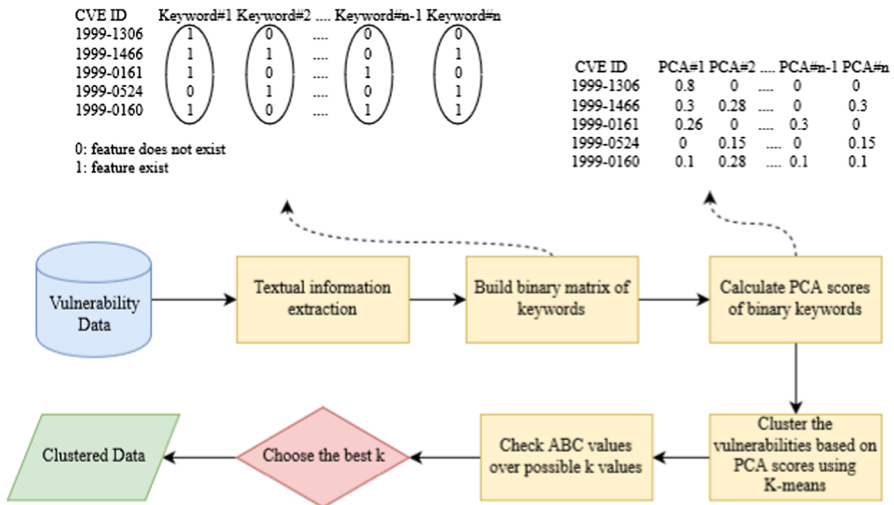 CVE ID Keyword#1 Keyword#2 .... Keyword#n-1 Keyword#n
1999-1306 1 0 .... 0 0
1999-1466 1 1 .... 0 1
1999-0161 1 0 .... 1 0
1999-0524 0 1 .... 0 1
1999-0160 1 0 .... 1 1
0: feature does not exist
1: feature exist
CVE ID PCA#1 PCA#2 .... PCA#n-1 PCA#n
1999-1306 0.8 0 .... 0 0
1999-1466 0.3 0.28 .... 0 0.3
1999-0161 0.26 0 .... 0.3 0
1999-0524 0 0.15 .... 0 0.15
1999-0160 0.1 0.28 .... 0.1 0.1
Vulnerability
Data
Textual information
extraction
Build binary matrix of
keywords
Calculate PCA scores
of binary keywords
Cluster the
vulnerabilities based on
PCA scores using
K-means
Check ABC values
over possible k values
Choose the best k
Clustered Data